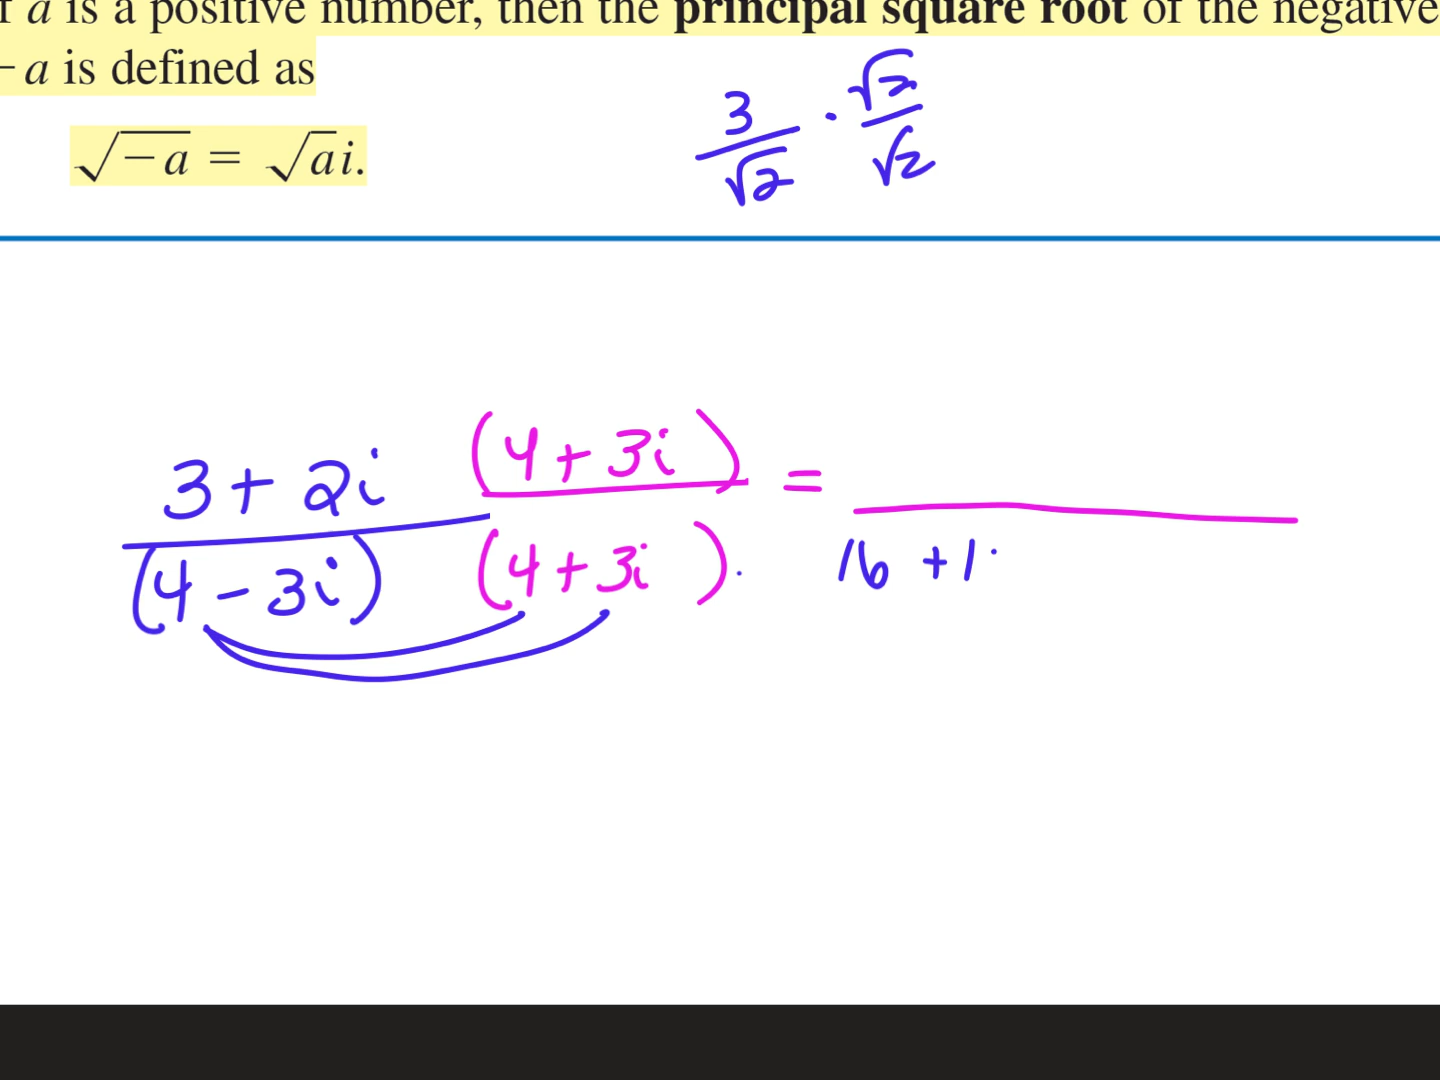 f a is a positive number, then the principal square root of the negative
-a is defined as
√-a = √a i.
3/√2 · √2/√2
(3 + 2i)/(4 - 3i) (4 + 3i)/(4 + 3i) =
16 + 1